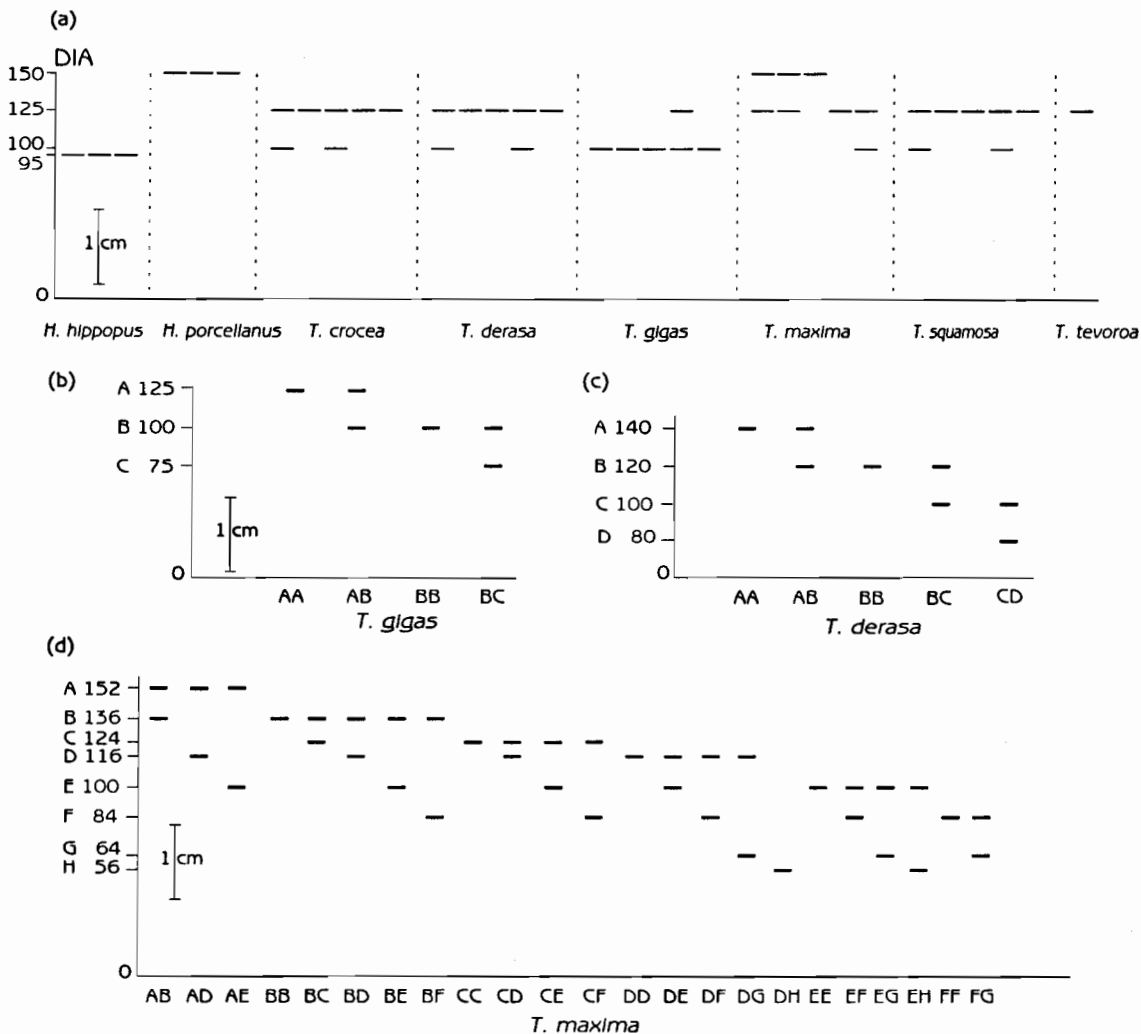 (a)
DIA
150
125
100
95
1 cm
0
H. hippopus H. porcellanus T. crocea T. derasa T. gigas T. maxima T. squamosa T. tevoroa
(b)
A 125
B 100
C 75
1 cm
0
AA AB BB BC
T. gigas
(c)
A 140
B 120
C 100
D 80
0
AA AB BB BC CD
T. derasa
(d)
A 152
B 136
C 124
D 116
E 100
F 84
G 64
H 56
1 cm
0
AB AD AE BB BC BD BE BF CC CD CE CF DD DE DF DG DH EE EF EG EH FF FG
T. maxima